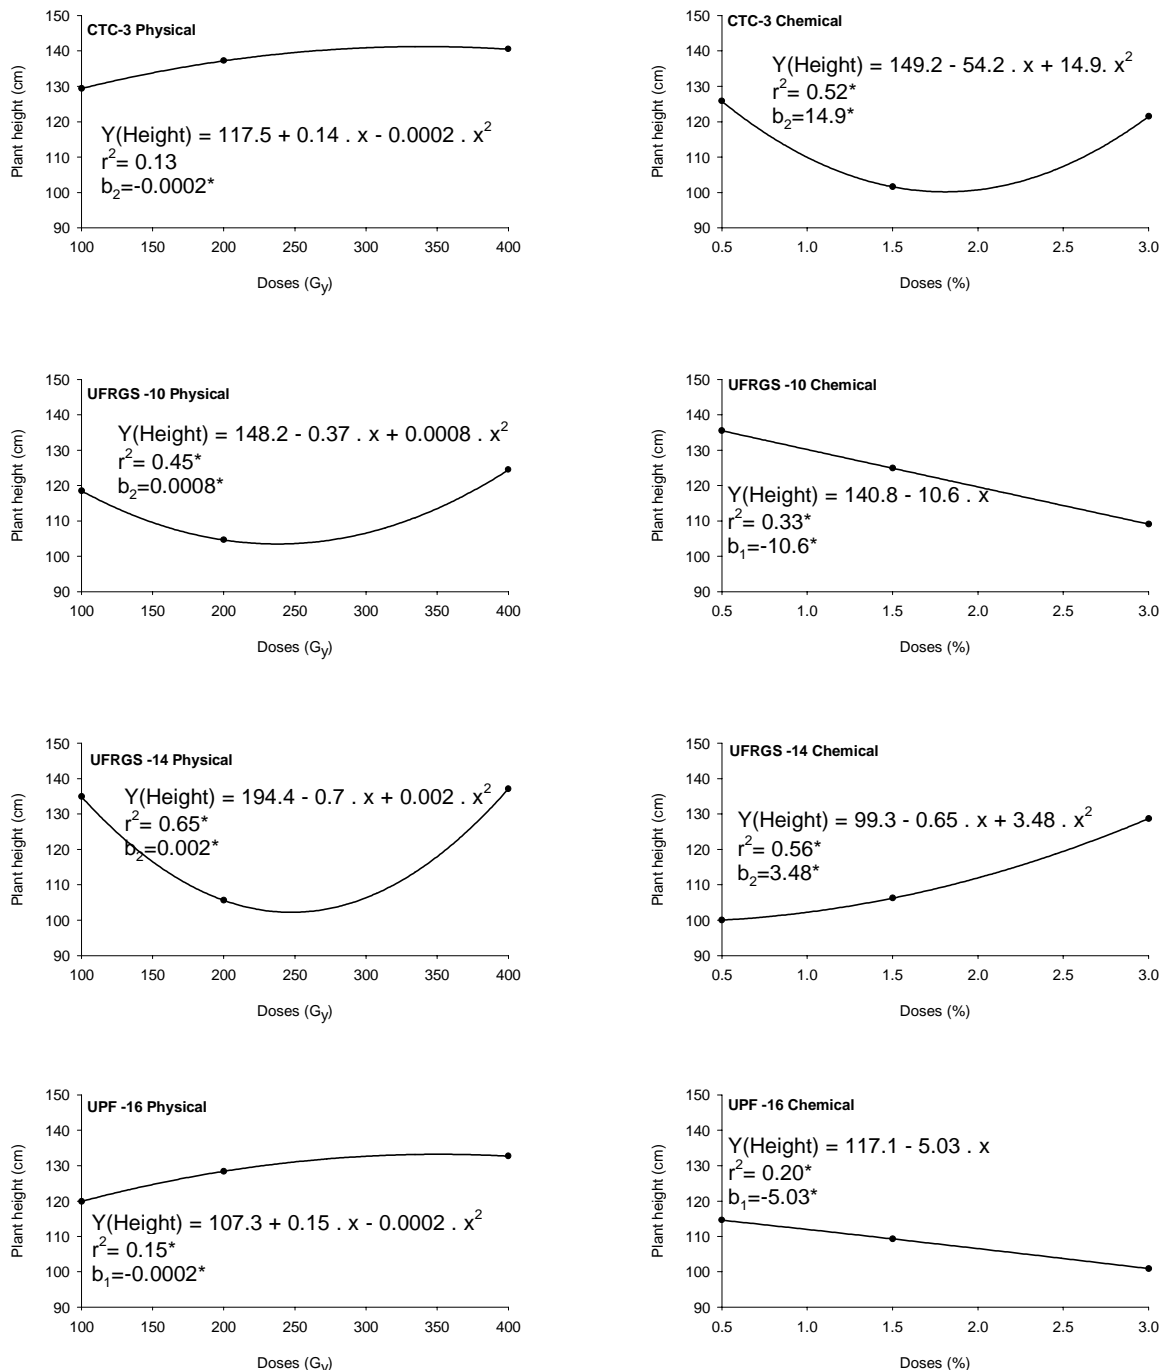 CTC-3 Physical
Y(Height) = 117.5 + 0.14 . x - 0.0002 . x²
r²= 0.13
b₂=-0.0002*
Plant height (cm)
150
140
130
120
110
100
90
100 150 200 250 300 350 400
Doses (Gy)
CTC-3 Chemical
Y(Height) = 149.2 - 54.2 . x + 14.9. x²
r²= 0.52*
b₂=14.9*
Plant height (cm)
150
140
130
120
110
100
90
0.5 1.0 1.5 2.0 2.5 3.0
Doses (%)
UFRGS -10 Physical
Y(Height) = 148.2 - 0.37 . x + 0.0008 . x²
r²= 0.45*
b₂=0.0008*
Plant height (cm)
150
140
130
120
110
100
90
100 150 200 250 300 350 400
Doses (Gy)
UFRGS -10 Chemical
Y(Height) = 140.8 - 10.6 . x
r²= 0.33*
b₁=-10.6*
Plant height (cm)
150
140
130
120
110
100
90
0.5 1.0 1.5 2.0 2.5 3.0
Doses (%)
UFRGS -14 Physical
Y(Height) = 194.4 - 0.7 . x + 0.002 . x²
r²= 0.65*
b₂=0.002*
Plant height (cm)
150
140
130
120
110
100
90
100 150 200 250 300 350 400
Doses (Gy)
UFRGS -14 Chemical
Y(Height) = 99.3 - 0.65 . x + 3.48 . x²
r²= 0.56*
b₂=3.48*
Plant height (cm)
150
140
130
120
110
100
90
0.5 1.0 1.5 2.0 2.5 3.0
Doses (%)
UPF -16 Physical
Y(Height) = 107.3 + 0.15 . x - 0.0002 . x²
r²= 0.15*
b₁=-0.0002*
Plant height (cm)
150
140
130
120
110
100
90
100 150 200 250 300 350 400
Doses (Gy)
UPF -16 Chemical
Y(Height) = 117.1 - 5.03 . x
r²= 0.20*
b₁=-5.03*
Plant height (cm)
150
140
130
120
110
100
90
0.5 1.0 1.5 2.0 2.5 3.0
Doses (%)